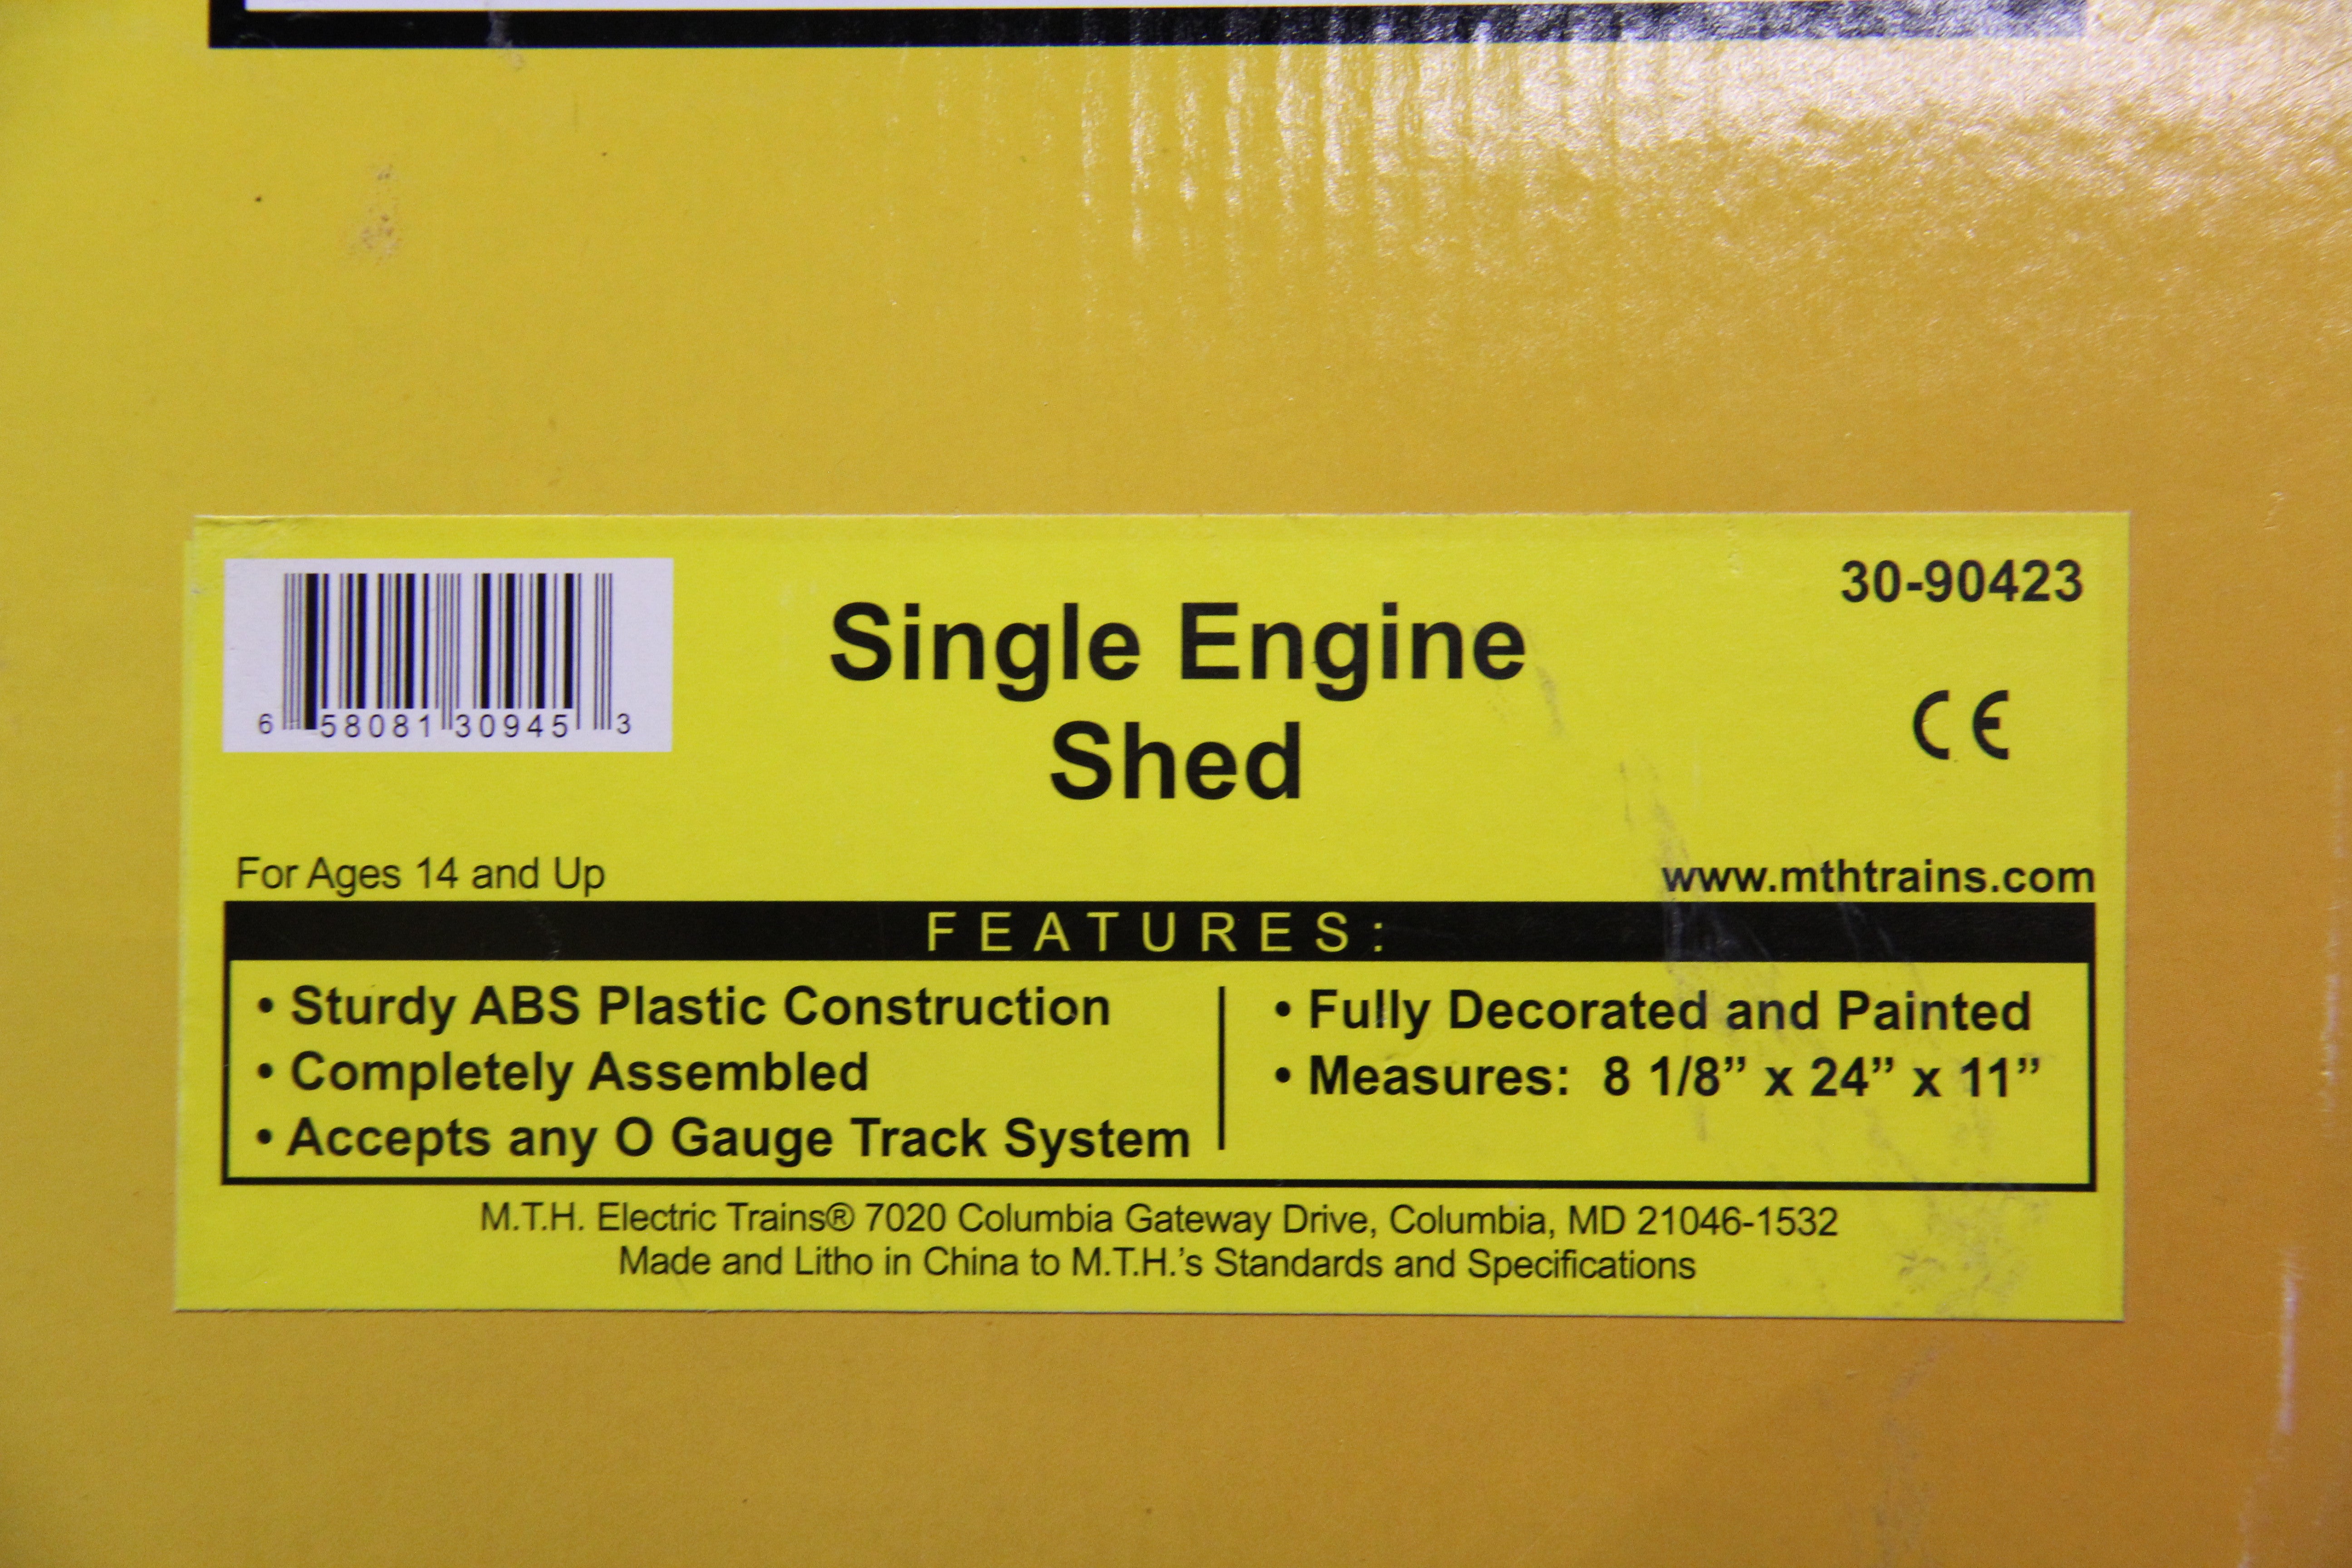 30-90423
Single Engine
Shed
6 58081 30945 3
CE
For Ages 14 and Up
www.mthtrains.com
FEATURES:
• Sturdy ABS Plastic Construction
• Completely Assembled
• Accepts any O Gauge Track System
• Fully Decorated and Painted
• Measures: 8 1/8” x 24” x 11”
M.T.H. Electric Trains® 7020 Columbia Gateway Drive, Columbia, MD 21046-1532
Made and Litho in China to M.T.H.’s Standards and Specifications